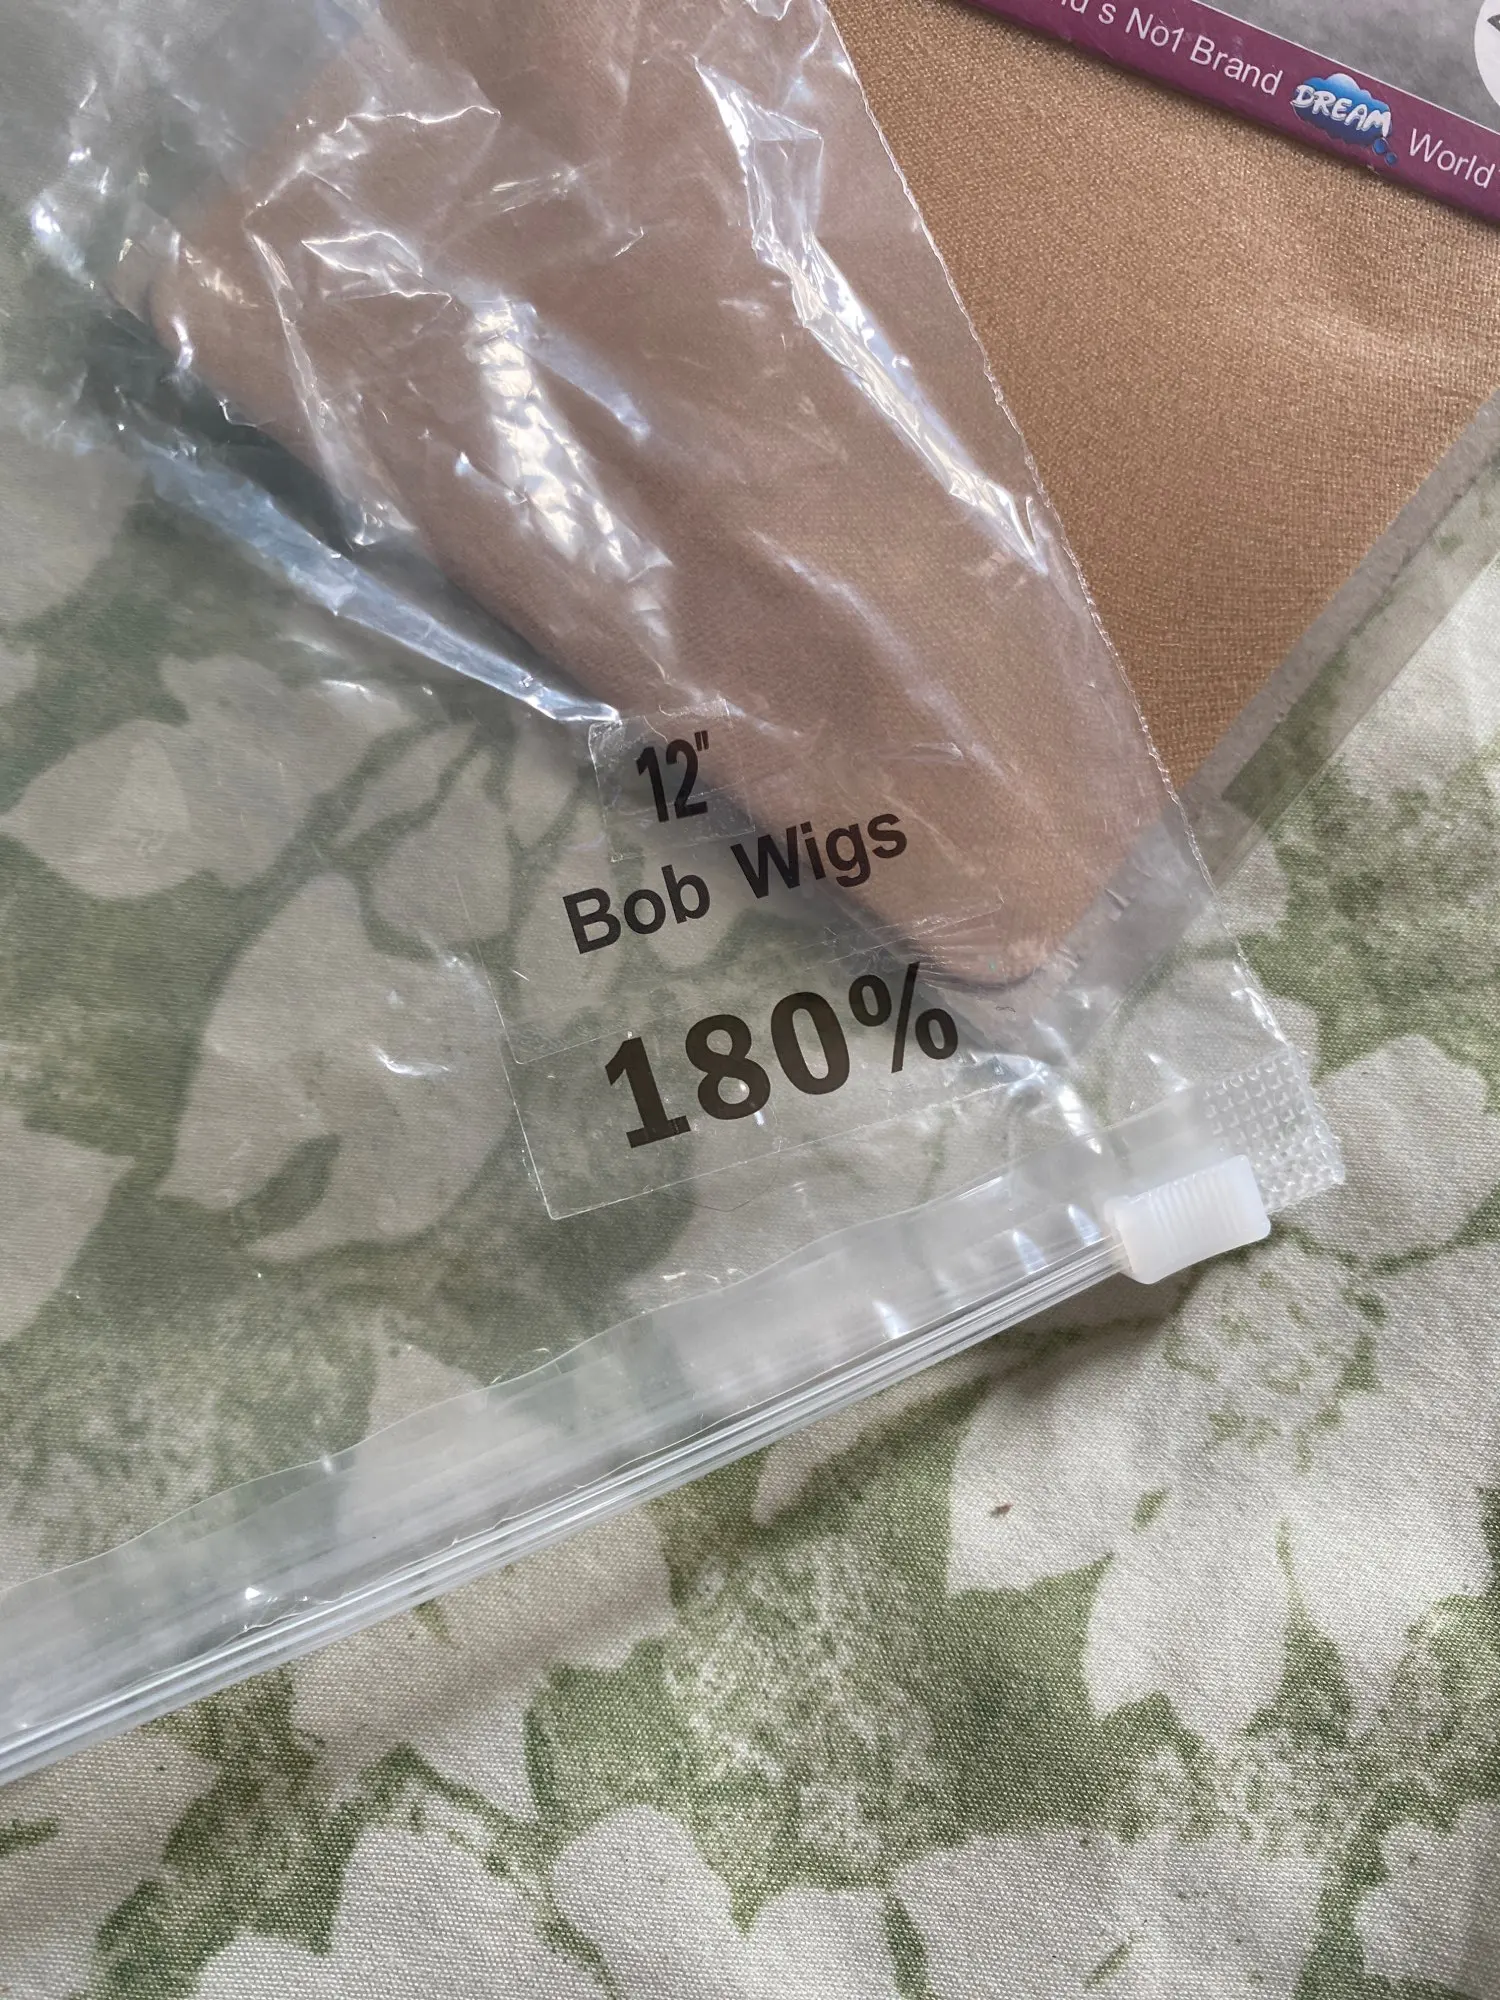 s No1 Brand DREAM World
12"
Bob Wigs
180%